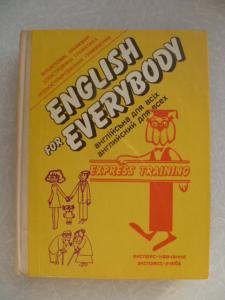 ENGLISH
FOR EVERYBODY
англійська для всіх
английский для всех
EXPRESS TRAINING
експрес-навчання
экспресс-учеба